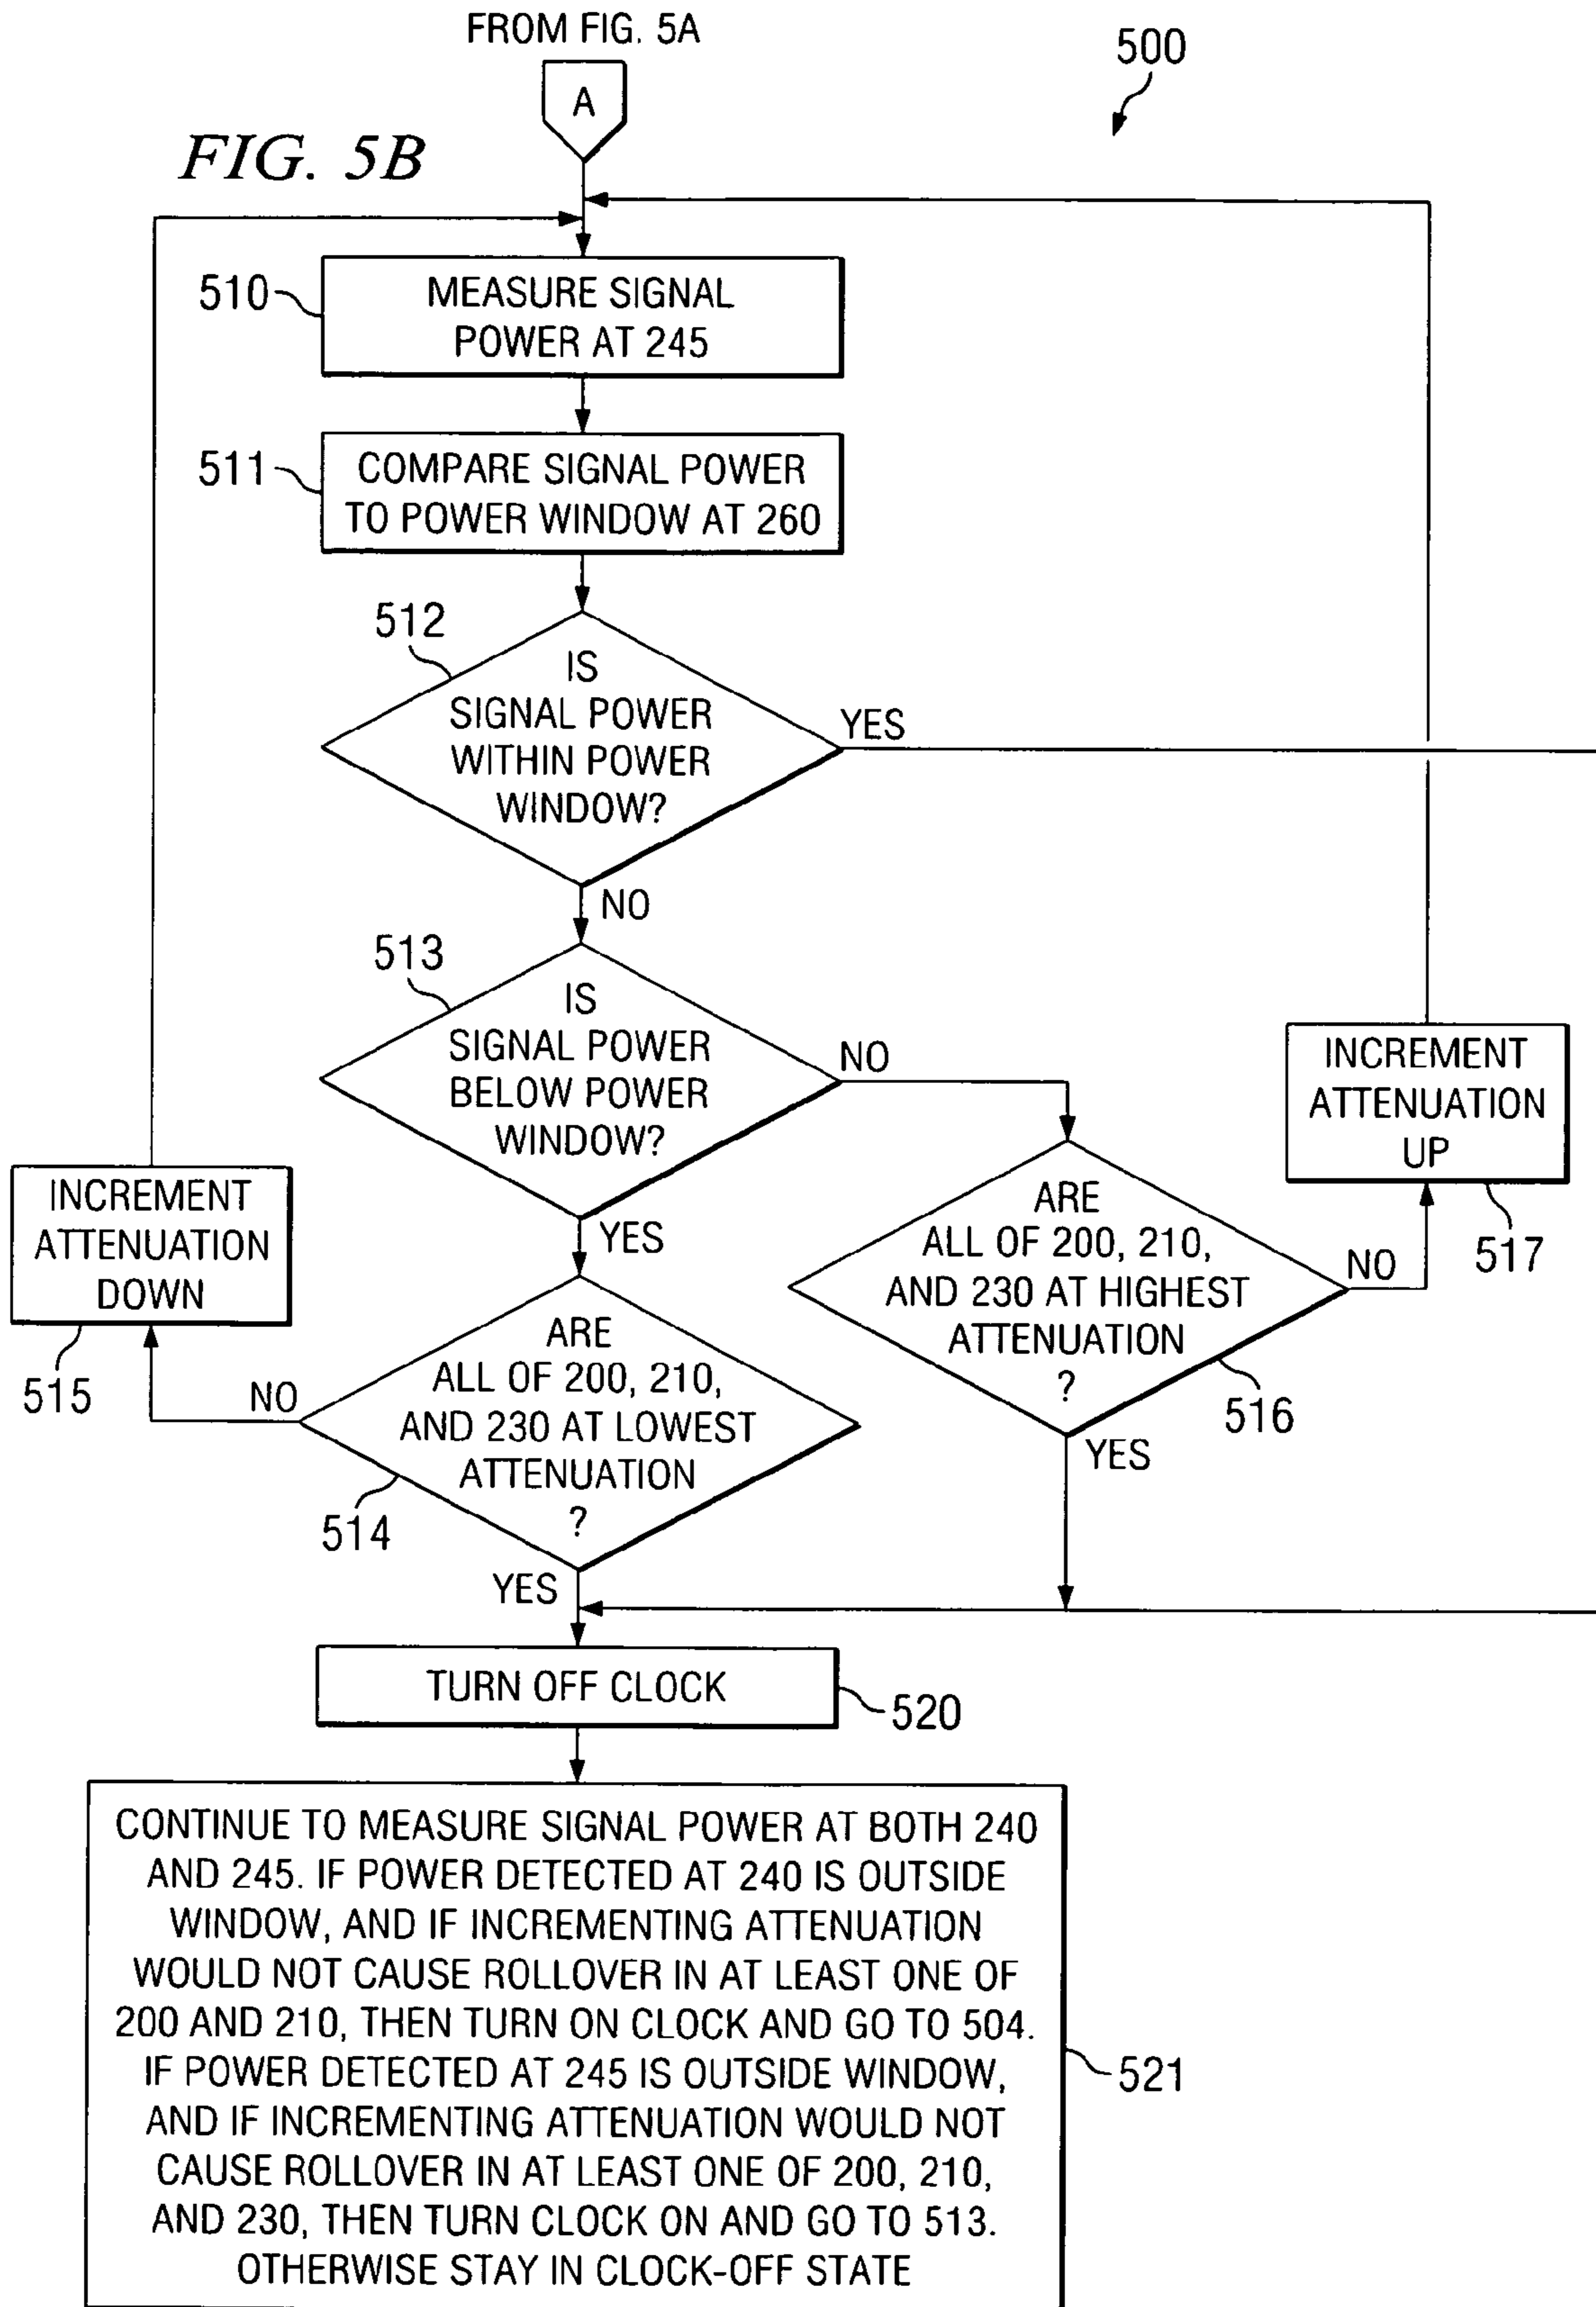 FROM FIG. 5A
A
500
FIG. 5B
510
MEASURE SIGNAL
POWER AT 245
511
COMPARE SIGNAL POWER
TO POWER WINDOW AT 260
512
IS
SIGNAL POWER
WITHIN POWER
WINDOW?
YES
NO
513
IS
SIGNAL POWER
BELOW POWER
WINDOW?
NO
YES
INCREMENT
ATTENUATION
UP
517
ARE
ALL OF 200, 210,
AND 230 AT HIGHEST
ATTENUATION
?
NO
516
YES
INCREMENT
ATTENUATION
DOWN
515
NO
ARE
ALL OF 200, 210,
AND 230 AT LOWEST
ATTENUATION
?
514
YES
TURN OFF CLOCK
520
CONTINUE TO MEASURE SIGNAL POWER AT BOTH 240
AND 245. IF POWER DETECTED AT 240 IS OUTSIDE
WINDOW, AND IF INCREMENTING ATTENUATION
WOULD NOT CAUSE ROLLOVER IN AT LEAST ONE OF
200 AND 210, THEN TURN ON CLOCK AND GO TO 504.
IF POWER DETECTED AT 245 IS OUTSIDE WINDOW,
AND IF INCREMENTING ATTENUATION WOULD NOT
CAUSE ROLLOVER IN AT LEAST ONE OF 200, 210,
AND 230, THEN TURN CLOCK ON AND GO TO 513.
OTHERWISE STAY IN CLOCK-OFF STATE
521